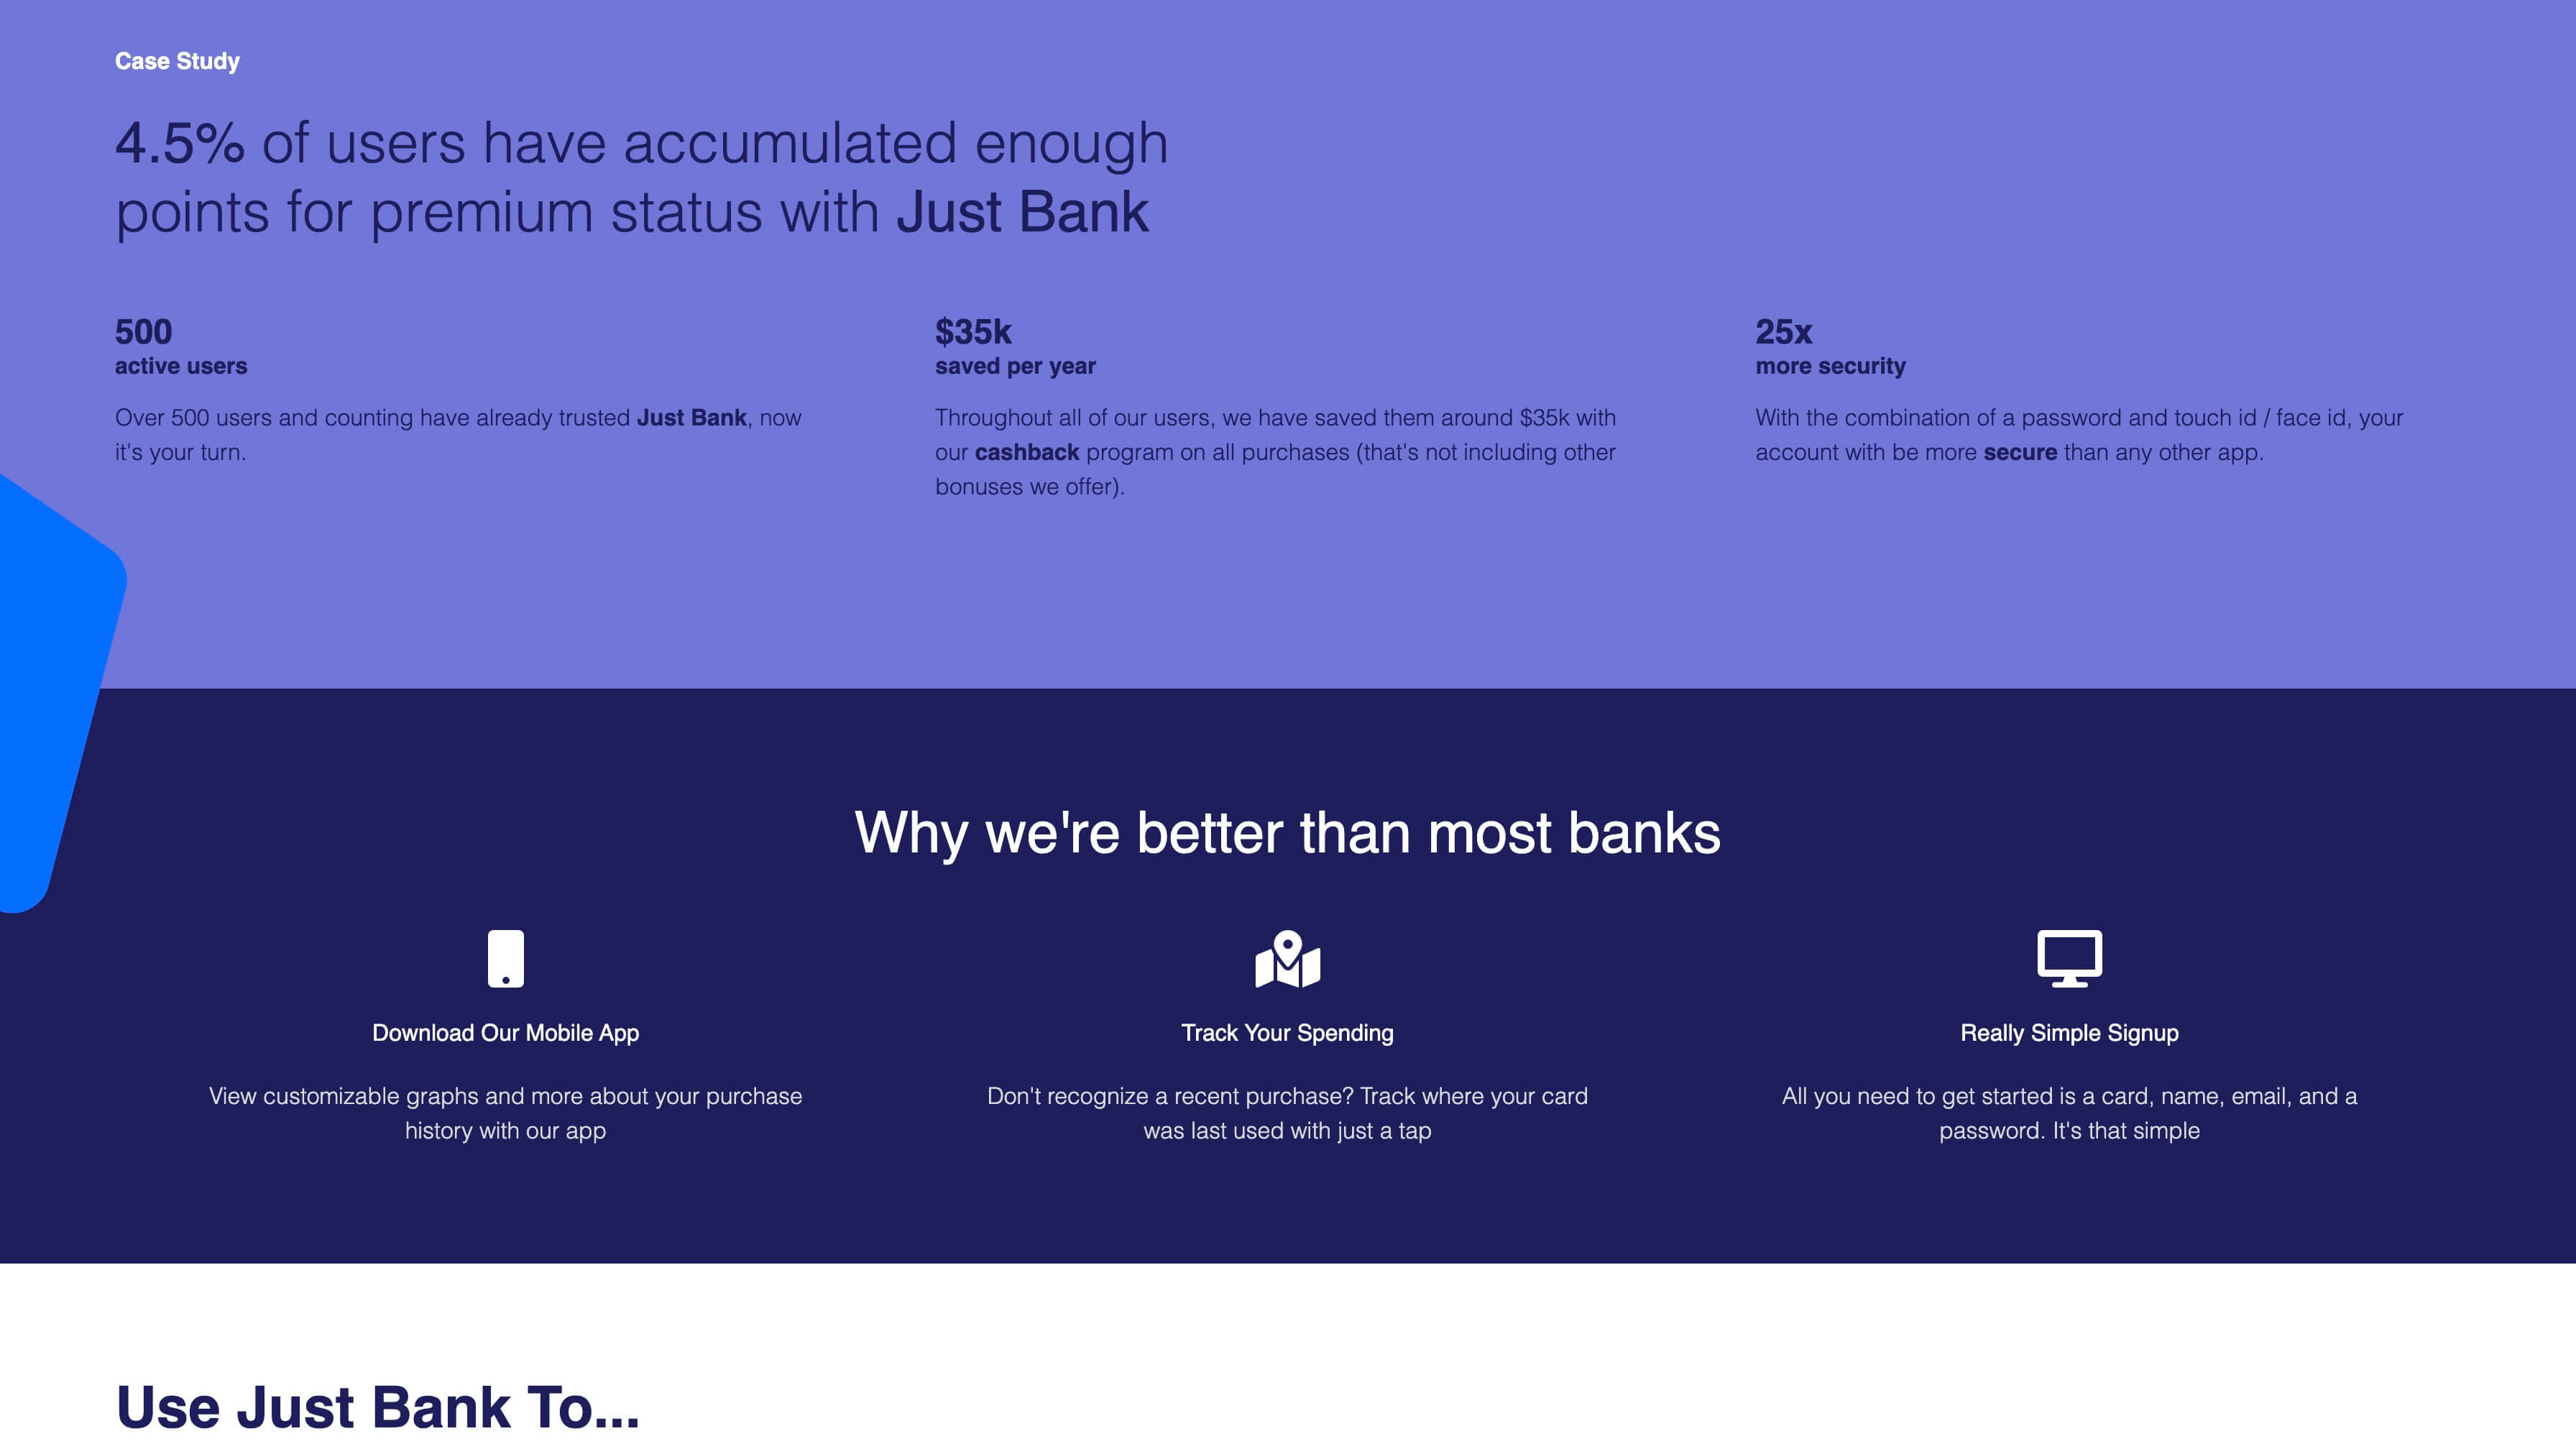 Case Study
4.5% of users have accumulated enough
points for premium status with Just Bank
500
active users
Over 500 users and counting have already trusted Just Bank, now
it's your turn.
$35k
saved per year
Throughout all of our users, we have saved them around $35k with
our cashback program on all purchases (that's not including other
bonuses we offer).
25x
more security
With the combination of a password and touch id / face id, your
account with be more secure than any other app.
Why we're better than most banks
Download Our Mobile App
View customizable graphs and more about your purchase
history with our app
Track Your Spending
Don't recognize a recent purchase? Track where your card
was last used with just a tap
Really Simple Signup
All you need to get started is a card, name, email, and a
password. It's that simple
Use Just Bank To...